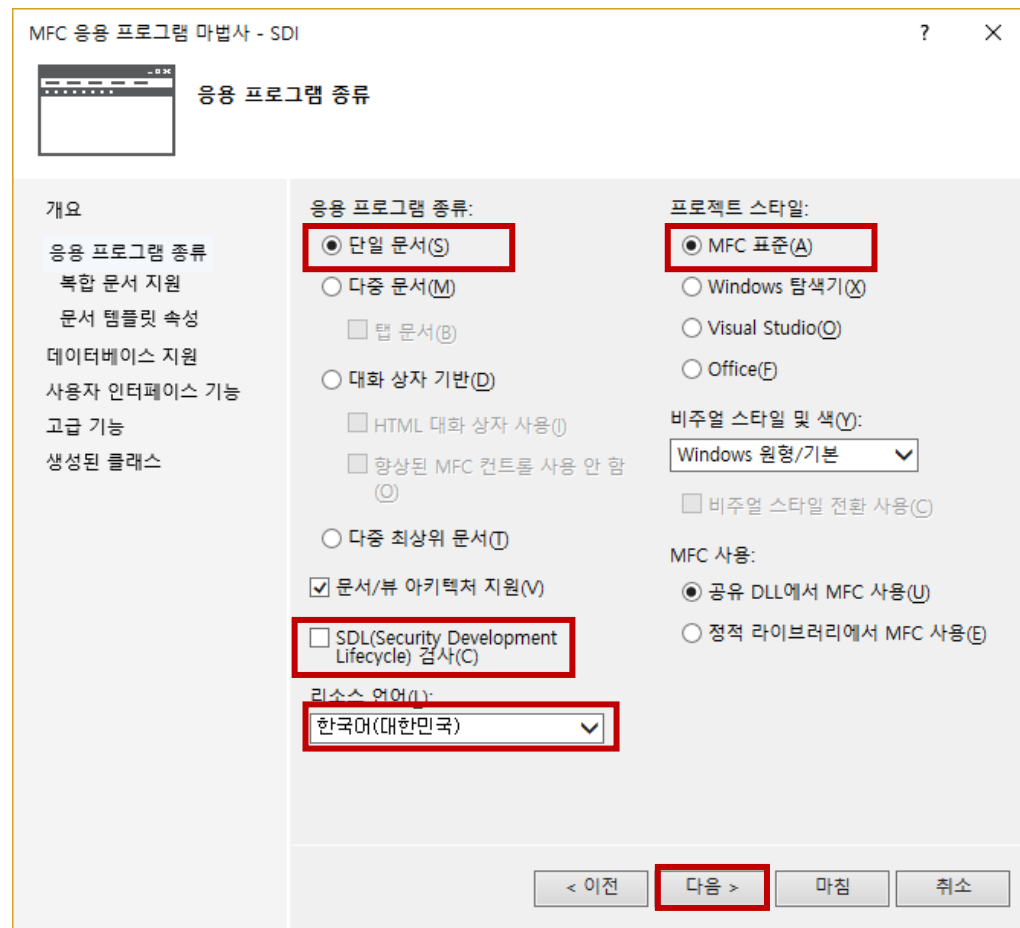 MFC 응용 프로그램 마법사 - SDI
?
응용 프로그램 종류
개요
응용 프로그램 종류
복합 문서 지원
문서 템플릿 속성
데이터베이스 지원
사용자 인터페이스 기능
고급 기능
생성된 클래스
응용 프로그램 종류:
단일 문서(S)
다중 문서(M)
탭 문서(B)
대화 상자 기반(D)
HTML 대화 상자 사용(I)
향상된 MFC 컨트롤 사용 안 함
(O)
다중 최상위 문서(T)
문서/뷰 아키텍처 지원(V)
SDL(Security Development
Lifecycle) 검사(C)
리소스 언어(L):
한국어(대한민국)
프로젝트 스타일:
MFC 표준(A)
Windows 탐색기(X)
Visual Studio(O)
Office(F)
비주얼 스타일 및 색(Y):
Windows 원형/기본
비주얼 스타일 전환 사용(C)
MFC 사용:
공유 DLL에서 MFC 사용(U)
정적 라이브러리에서 MFC 사용(E)
< 이전
다음 >
마침
취소